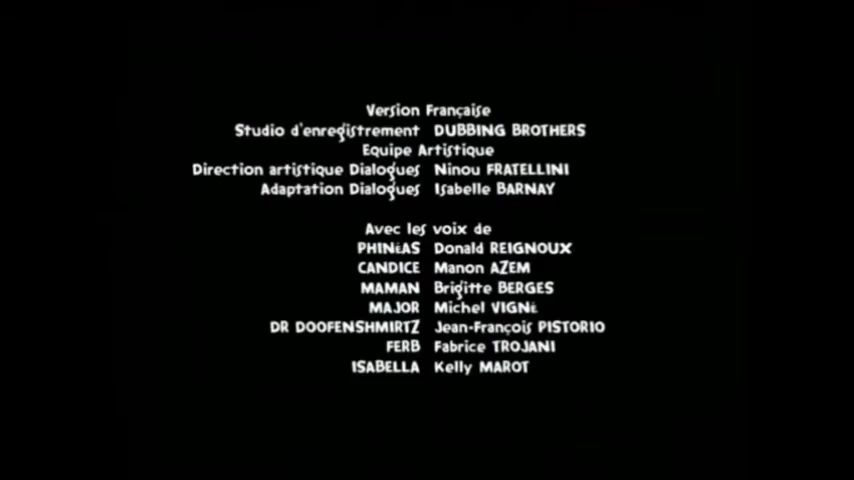 Version Française
Studio d'enregistrement DUBBING BROTHERS
Equipe Artistique
Direction artistique Dialogues Ninou FRATELLINI
Adaptation Dialogues Isabelle BARNAY
Avec les voix de
PHINéAS Donald REIGNOUX
CANDICE Manon AZEM
MAMAN Brigitte BERGES
MAJOR Michel VIGNé
DR DOOFENSHMIRTZ Jean-François PISTORIO
FERB Fabrice TROJANI
ISABELLA Kelly MAROT